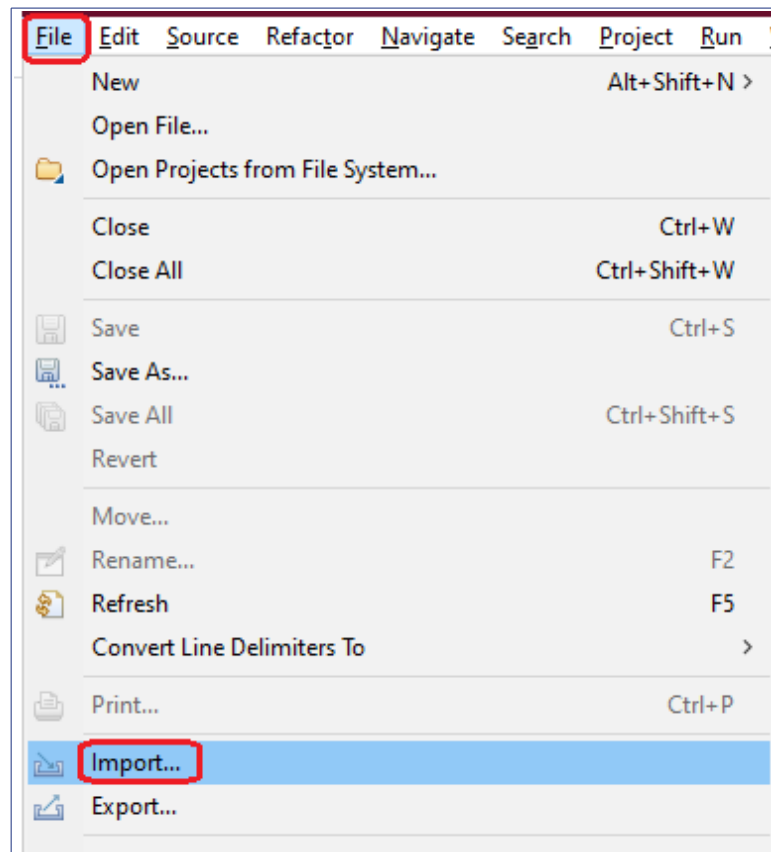 File Edit Source Refactor Navigate Search Project Run
New Alt+Shift+N >
Open File...
Open Projects from File System...
Close Ctrl+W
Close All Ctrl+Shift+W
Save Ctrl+S
Save As...
Save All Ctrl+Shift+S
Revert
Move...
Rename... F2
Refresh F5
Convert Line Delimiters To >
Print... Ctrl+P
Import...
Export...